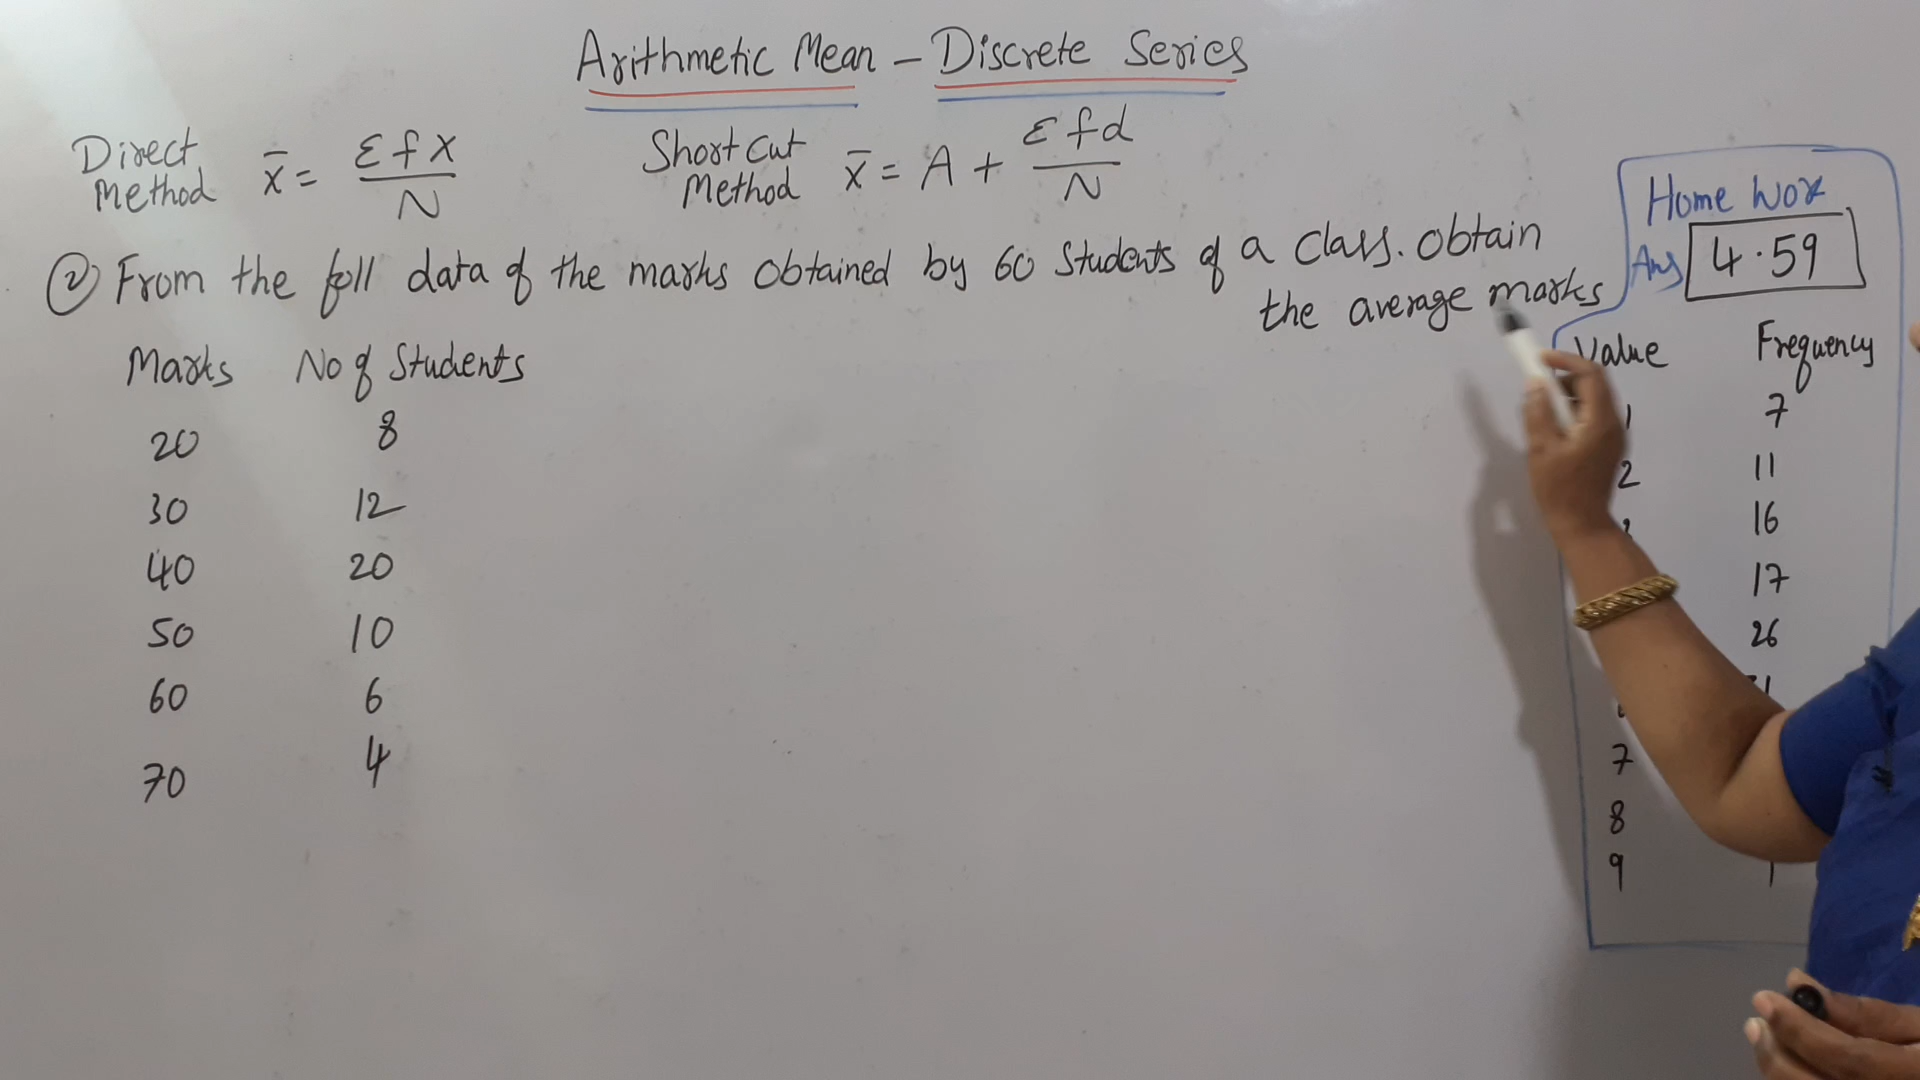 Arithmetic Mean - Discrete Series
Direct Method x̄ = Σfx / N
Short Cut Method x̄ = A + Σfd / N
② From the foll data of the marks obtained by 60 Students of a class. Obtain
the average marks
Marks No of Students
20 8
30 12
40 20
50 10
60 6
70 4
Home Wor
Ans 4.59
Value Frequency
1 7
2 11
16
17
26
7
8
9